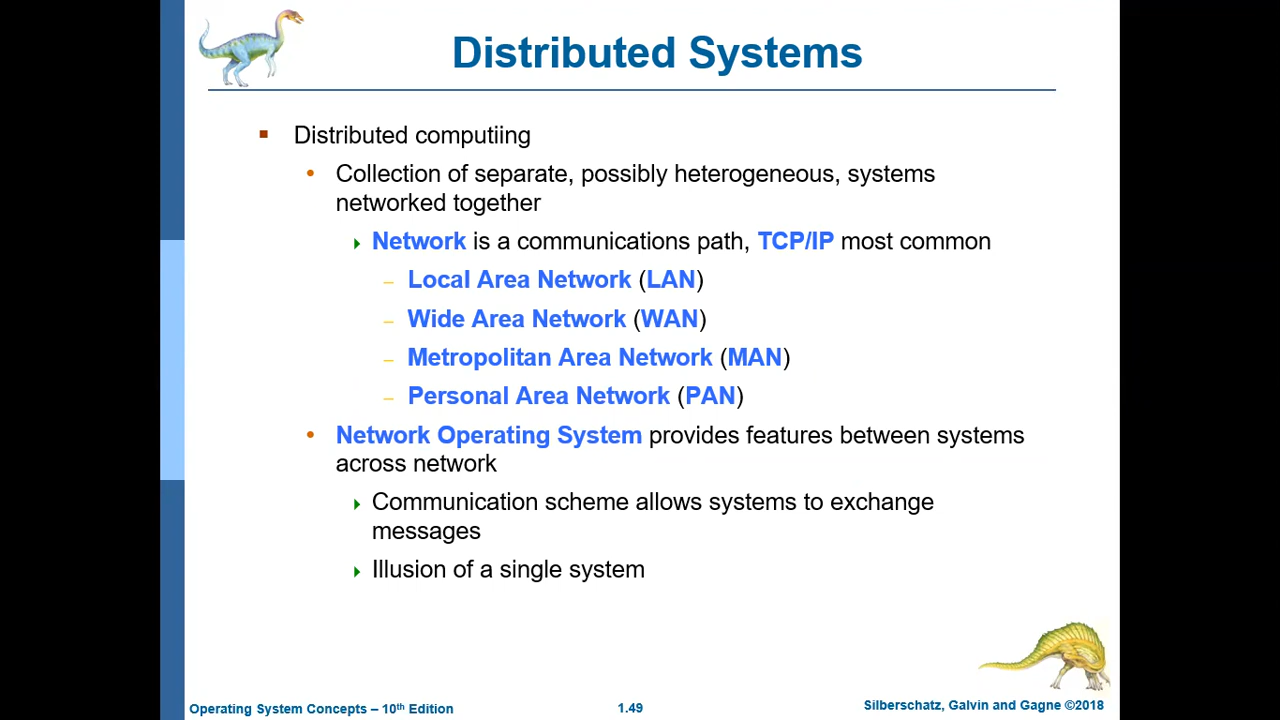 Distributed Systems
Distributed computiing
Collection of separate, possibly heterogeneous, systems
networked together
Network is a communications path, TCP/IP most common
Local Area Network (LAN)
Wide Area Network (WAN)
Metropolitan Area Network (MAN)
Personal Area Network (PAN)
Network Operating System provides features between systems
across network
Communication scheme allows systems to exchange
messages
Illusion of a single system
Operating System Concepts – 10th Edition
1.49
Silberschatz, Galvin and Gagne ©2018